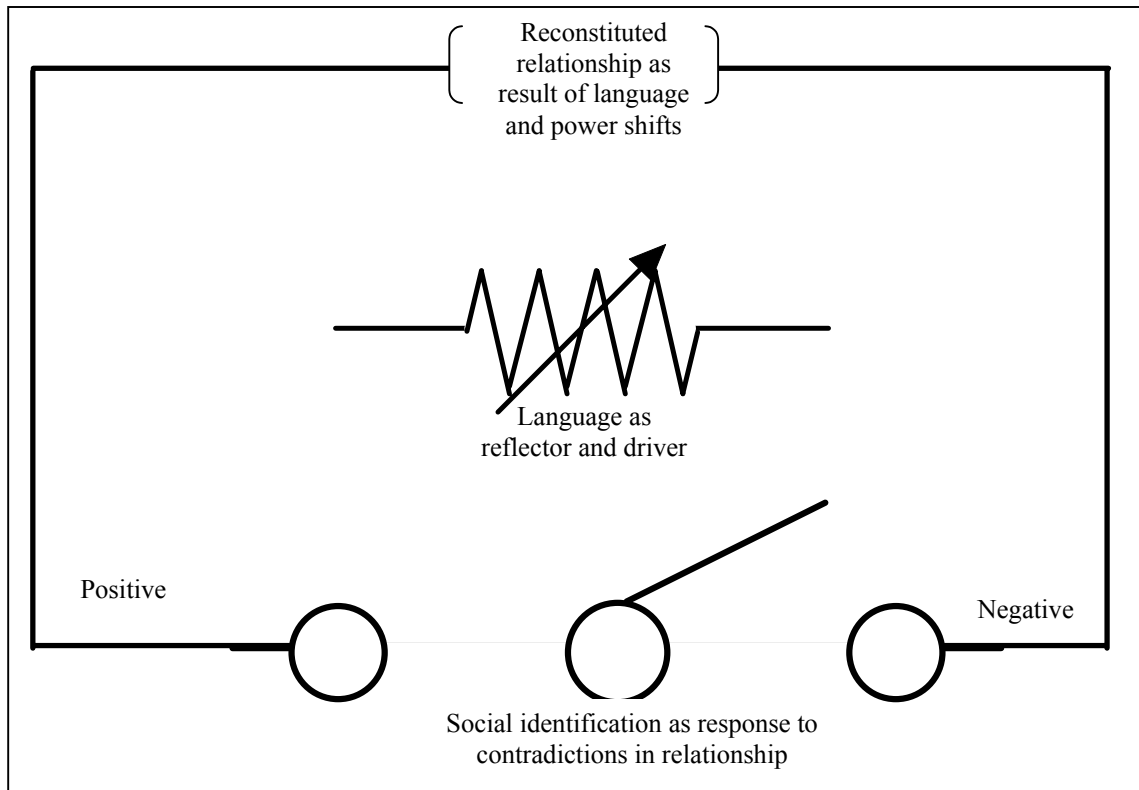 Reconstituted
relationship as
result of language
and power shifts
Language as
reflector and driver
Positive
Negative
Social identification as response to
contradictions in relationship